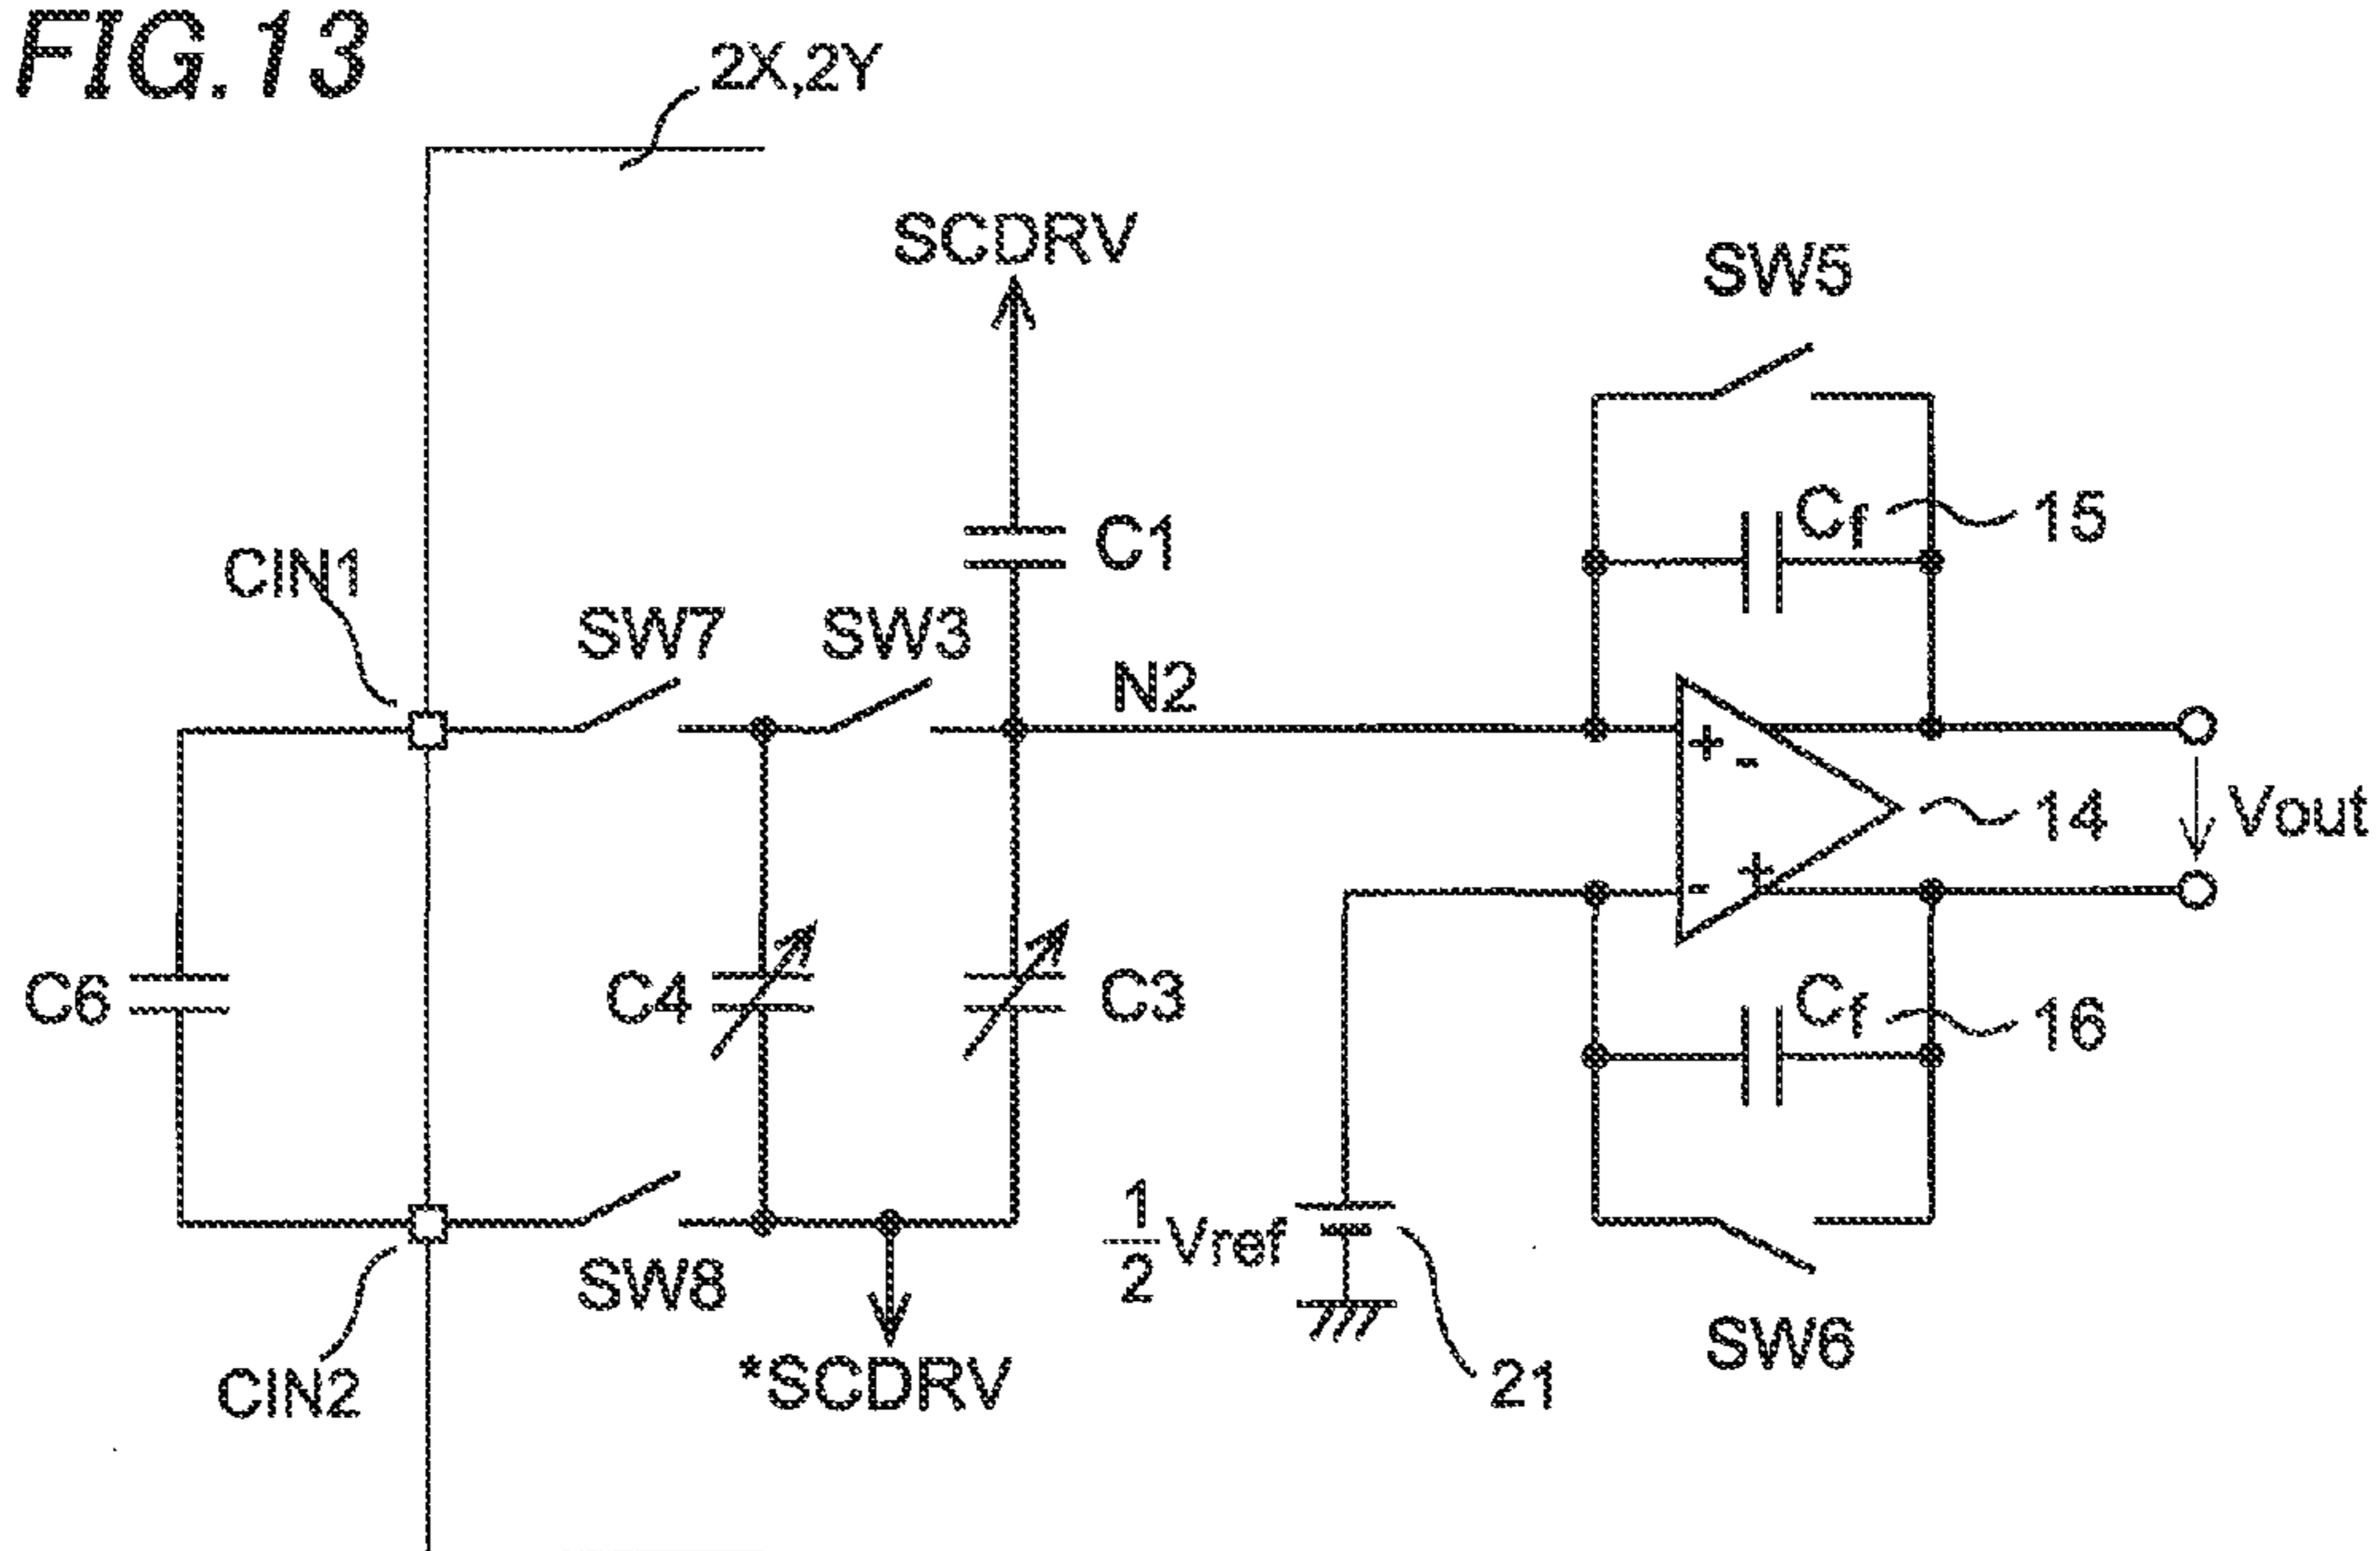 FIG.13
2X,2Y
SCDRV
SW5
Cf
15
C1
CIN1
SW7
SW3
N2
+
-
14
Vout
-
+
C6
C4
C3
Cf
16
1/2 Vref
SW8
SW6
*SCDRV
21
CIN2